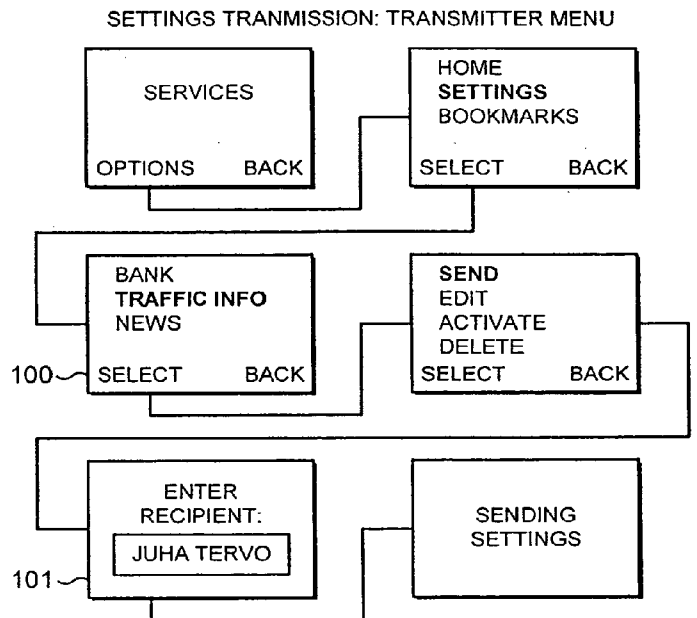 SETTINGS TRANMISSION: TRANSMITTER MENU
SERVICES
OPTIONS BACK
HOME
SETTINGS
BOOKMARKS
SELECT BACK
BANK
TRAFFIC INFO
NEWS
100 SELECT BACK
SEND
EDIT
ACTIVATE
DELETE
SELECT BACK
ENTER
RECIPIENT:
JUHA TERVO
101
SENDING
SETTINGS